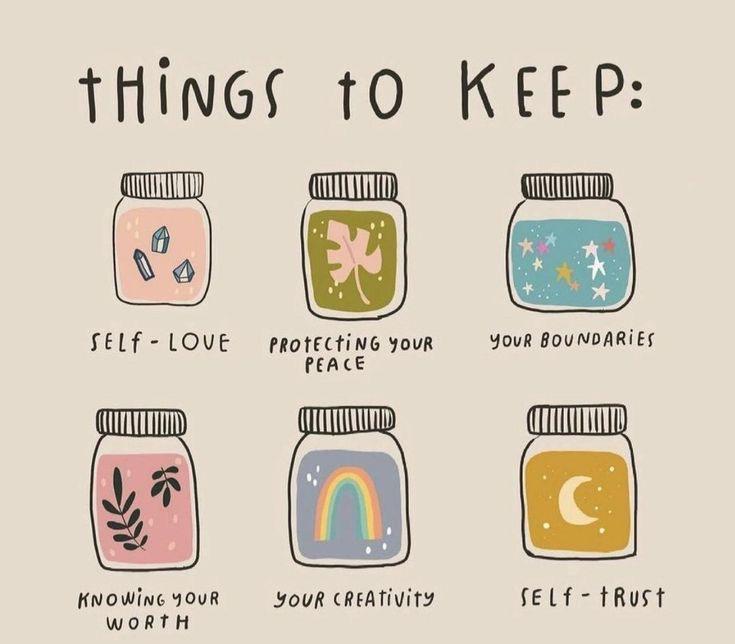 tHiNGS tO KEEP:
SELf - LOVE
PROtECtiNG YOUR
PEACE
YOUR BOUNDARiES
KNOWiNG YOUR
WORtH
YOUR CREAtiVitY
SELf - tRUSt